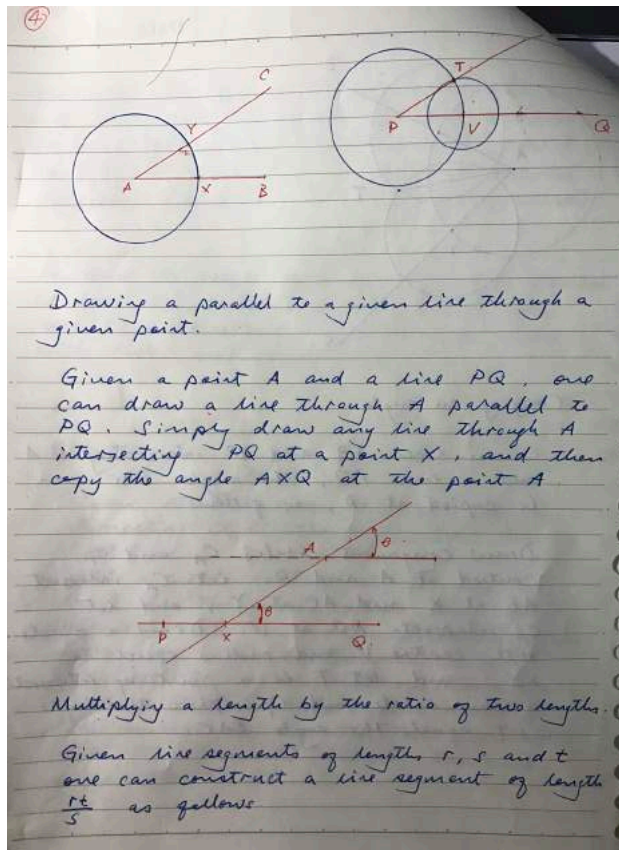 4
C
Y
A
X
B
T
P
V
Q
Drawing a parallel to a given line through a
given point.
Given a point A and a line PQ, one
can draw a line through A parallel to
PQ. Simply draw any line through A
intersecting PQ at a point X, and then
copy the angle AXQ at the point A
A
θ
θ
P
X
Q
Multiplying a length by the ratio of two lengths.
Given line segments of lengths r, s and t
one can construct a line segment of length
rt/s as follows